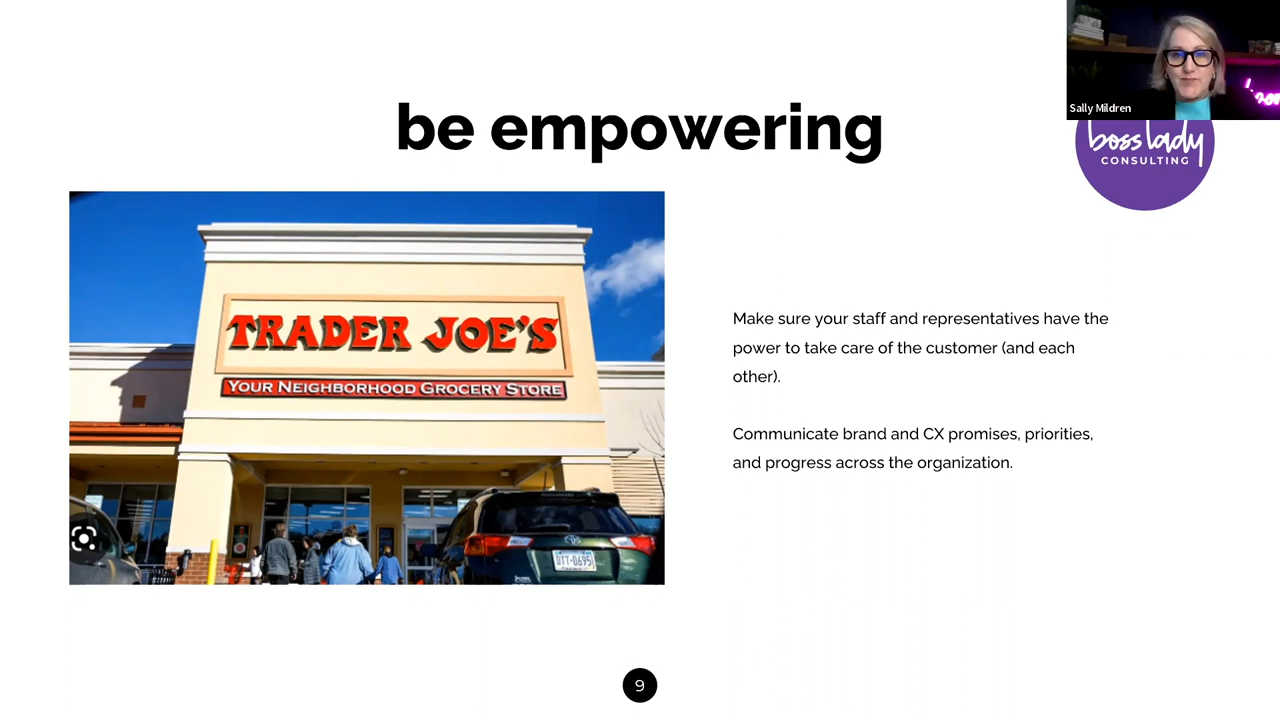 Sally Mildren
be empowering
boss lady
CONSULTING
TRADER JOE'S
YOUR NEIGHBORHOOD GROCERY STORE
DTT-0695
Make sure your staff and representatives have the
power to take care of the customer (and each
other).
Communicate brand and CX promises, priorities,
and progress across the organization.
9